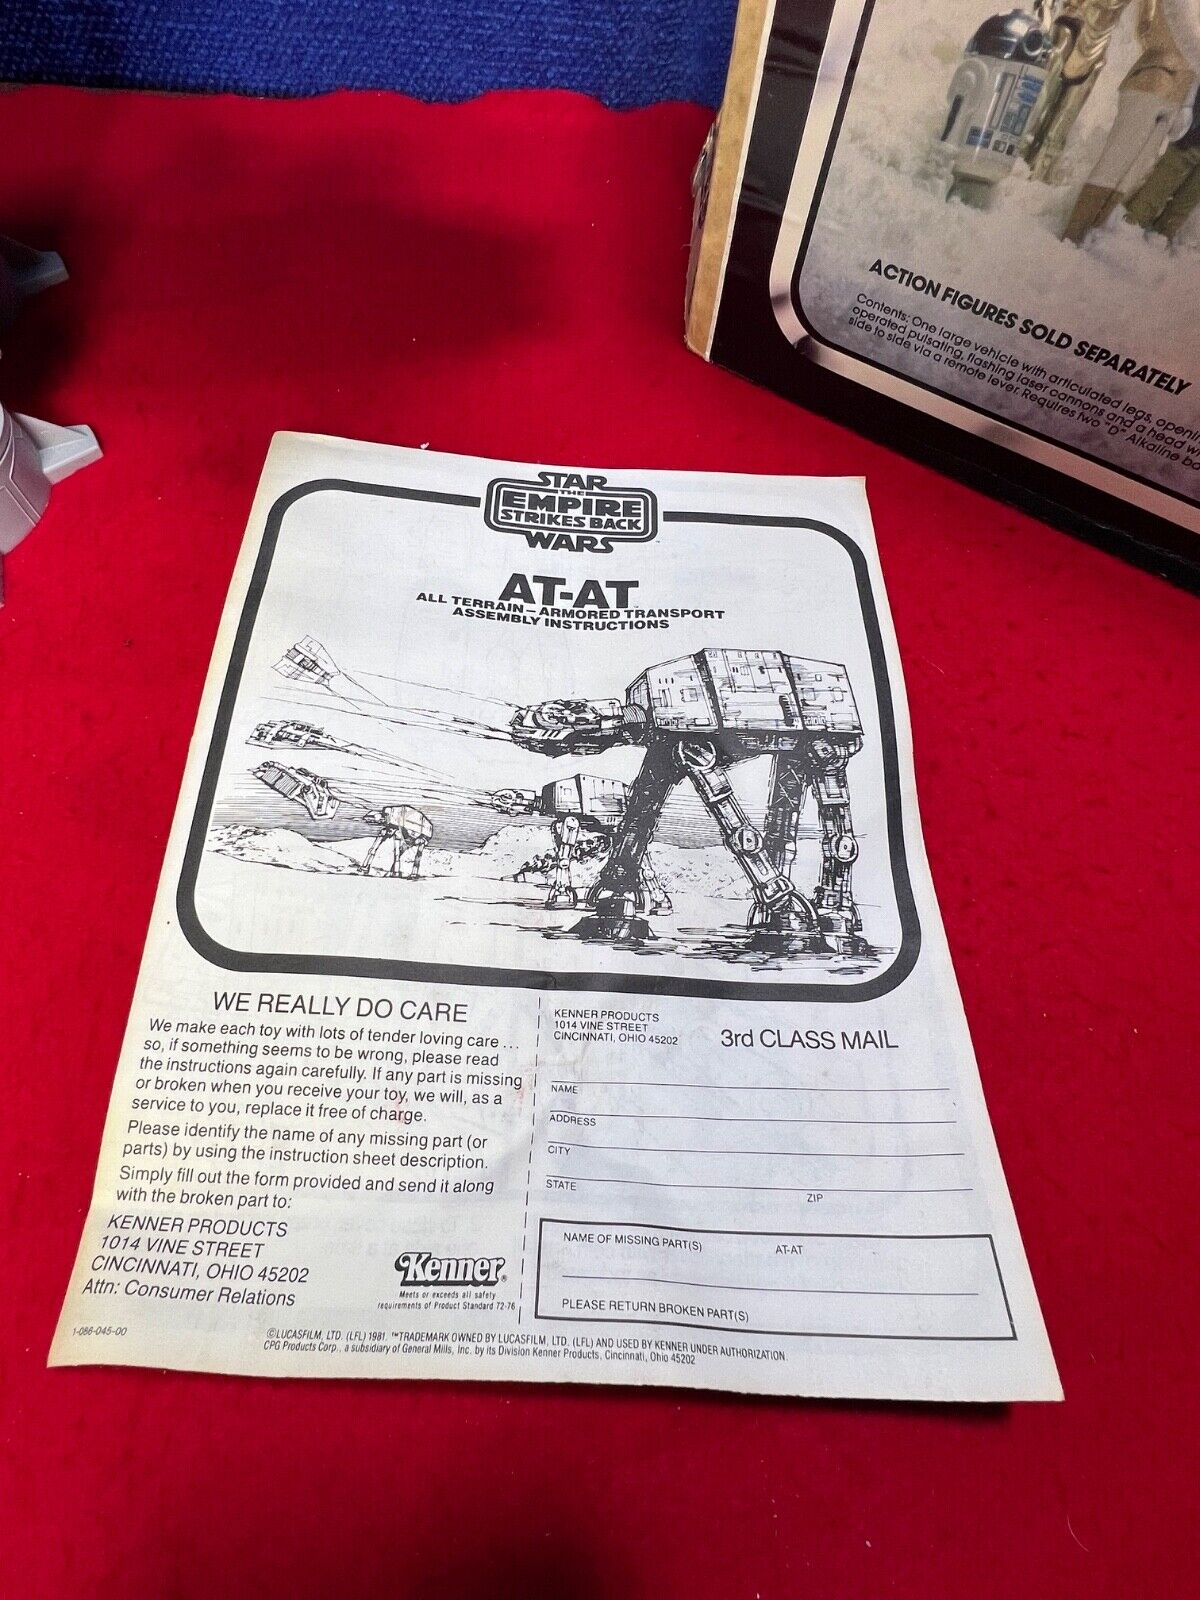 ACTION FIGURES SOLD SEPARATELY
Contents: One large vehicle with articulated legs,
operated pulsating, flashing laser cannons and a head
side to side via a remote lever. Requires two "D" Alkaline
STAR
THE
EMPIRE
STRIKES BACK
WARS
AT-AT
ALL TERRAIN – ARMORED TRANSPORT
ASSEMBLY INSTRUCTIONS
WE REALLY DO CARE
We make each toy with lots of tender loving care ...
so, if something seems to be wrong, please read
the instructions again carefully. If any part is missing
or broken when you receive your toy, we will, as a
service to you, replace it free of charge.
Please identify the name of any missing part (or
parts) by using the instruction sheet description.
Simply fill out the form provided and send it along
with the broken part to:
KENNER PRODUCTS
1014 VINE STREET
CINCINNATI, OHIO 45202
Attn: Consumer Relations
Kenner®
Meets or exceeds all safety
requirements of Product Standard 72-76
KENNER PRODUCTS
1014 VINE STREET
CINCINNATI, OHIO 45202
3rd CLASS MAIL
NAME
ADDRESS
CITY
STATE ZIP
NAME OF MISSING PART(S) AT-AT
PLEASE RETURN BROKEN PART(S)
1-086-045-00
©LUCASFILM, LTD. (LFL) 1981. ™TRADEMARK OWNED BY LUCASFILM, LTD. (LFL) AND USED BY KENNER UNDER AUTHORIZATION.
CPG Products Corp., a subsidiary of General Mills, Inc. by its Division Kenner Products, Cincinnati, Ohio 45202